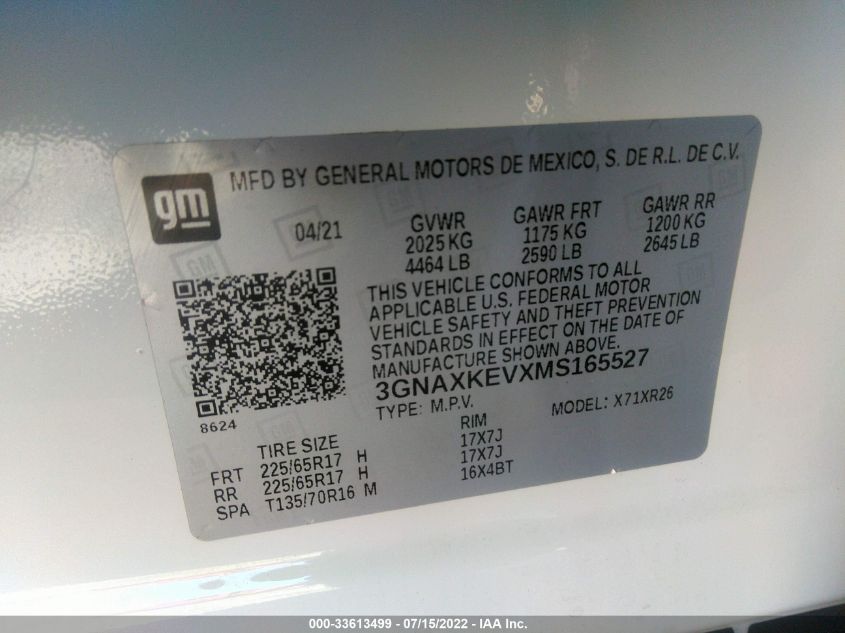 gm
MFD BY GENERAL MOTORS DE MEXICO, S. DE R.L. DE C.V.
04/21
GVWR
2025 KG
4464 LB
GAWR FRT
1175 KG
2590 LB
GAWR RR
1200 KG
2645 LB
THIS VEHICLE CONFORMS TO ALL
APPLICABLE U.S. FEDERAL MOTOR
VEHICLE SAFETY AND THEFT PREVENTION
STANDARDS IN EFFECT ON THE DATE OF
MANUFACTURE SHOWN ABOVE.
3GNAXKEVXMS165527
TYPE: M.P.V.
MODEL: X71XR26
8624
TIRE SIZE
RIM
FRT 225/65R17 H 17X7J
RR 225/65R17 H 17X7J
SPA T135/70R16 M 16X4BT
000-33613499 - 07/15/2022 - IAA Inc.